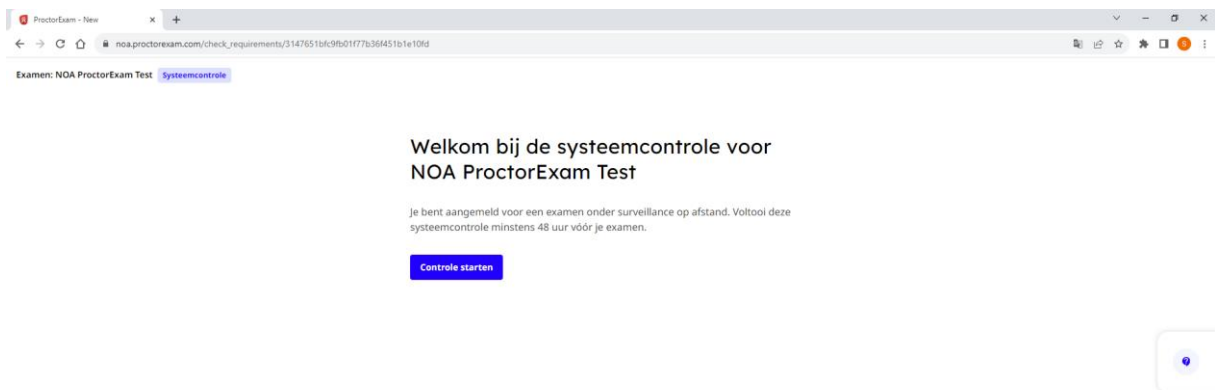 ProctorExam - New
noa.proctorexam.com/check_requirements/3147651bfc9fb01f77b36f451b1e10fd
Examen: NOA ProctorExam Test Systeemcontrole
Welkom bij de systeemcontrole voor
NOA ProctorExam Test
Je bent aangemeld voor een examen onder surveillance op afstand. Voltooi deze
systeemcontrole minstens 48 uur vóór je examen.
Controle starten